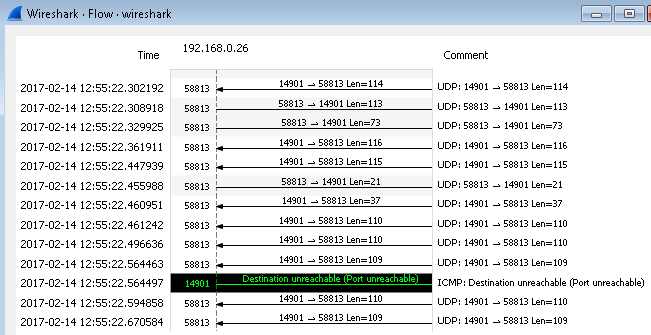 Wireshark · Flow · wireshark
Time 192.168.0.26 Comment
2017-02-14 12:55:22.302192 58813 14901 → 58813 Len=114 UDP: 14901 → 58813 Len=114
2017-02-14 12:55:22.308918 58813 58813 → 14901 Len=113 UDP: 58813 → 14901 Len=113
2017-02-14 12:55:22.329925 58813 58813 → 14901 Len=73 UDP: 58813 → 14901 Len=73
2017-02-14 12:55:22.361911 58813 14901 → 58813 Len=116 UDP: 14901 → 58813 Len=116
2017-02-14 12:55:22.447939 58813 14901 → 58813 Len=115 UDP: 14901 → 58813 Len=115
2017-02-14 12:55:22.455988 58813 58813 → 14901 Len=21 UDP: 58813 → 14901 Len=21
2017-02-14 12:55:22.460951 58813 14901 → 58813 Len=37 UDP: 14901 → 58813 Len=37
2017-02-14 12:55:22.461242 58813 14901 → 58813 Len=110 UDP: 14901 → 58813 Len=110
2017-02-14 12:55:22.496636 58813 14901 → 58813 Len=110 UDP: 14901 → 58813 Len=110
2017-02-14 12:55:22.564463 58813 14901 → 58813 Len=109 UDP: 14901 → 58813 Len=109
2017-02-14 12:55:22.564497 14901 Destination unreachable (Port unreachable) ICMP: Destination unreachable (Port unreachable)
2017-02-14 12:55:22.594858 58813 14901 → 58813 Len=110 UDP: 14901 → 58813 Len=110
2017-02-14 12:55:22.670584 58813 14901 → 58813 Len=109 UDP: 14901 → 58813 Len=109